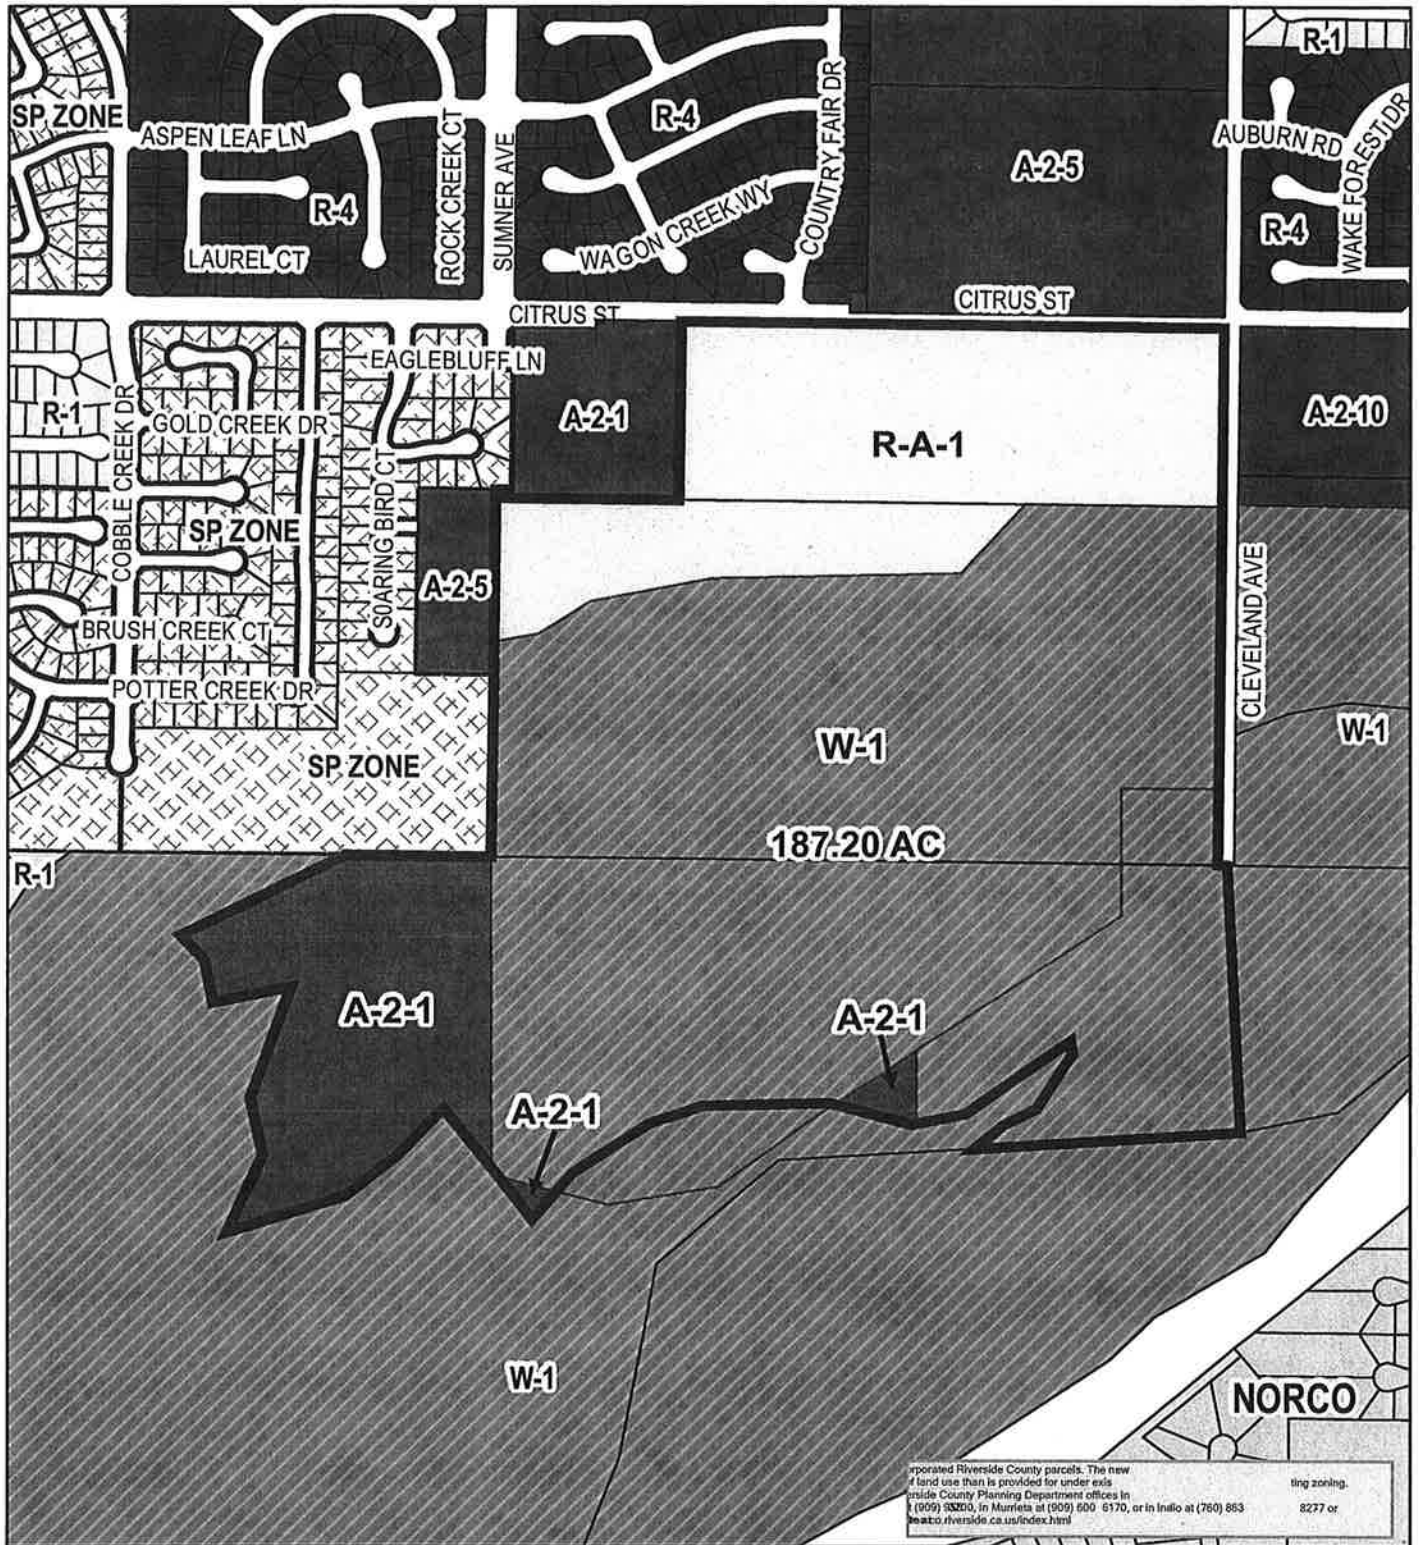 R-1
SP ZONE
R-4
COUNTRY FAIR DR
A-2-5
AUBURN RD
WAKE FOREST DR
ASPEN LEAF LN
ROCK CREEK CT
SUMNER AVE
R-4
WAGON CREEK WY
R-4
LAUREL CT
CITRUS ST
CITRUS ST
EAGLEBLUFF LN
R-1
COBBLE CREEK DR
GOLD CREEK DR
SOARING BIRD CT
A-2-1
R-A-1
A-2-10
SP ZONE
A-2-5
BRUSH CREEK CT
POTTER CREEK DR
CLEVELAND AVE
W-1
W-1
SP ZONE
187.20 AC
R-1
A-2-1
A-2-1
A-2-1
W-1
NORCO
rporated Riverside County parcels. The new
f land use than is provided for under exis ting zoning.
erside County Planning Department offices in
(909) in Murrieta at (909) 600 6170, or in Indio at (760) 863 8277 or
co.riverside.ca.us/index.html